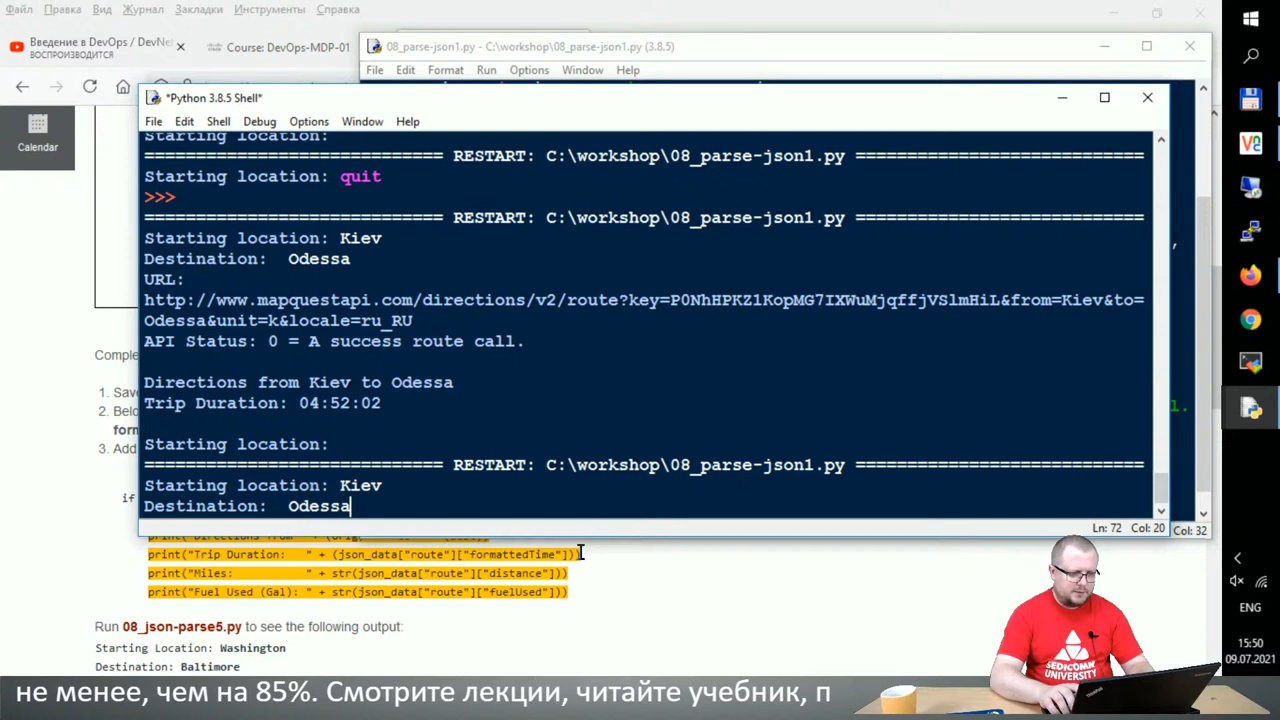 Файл Правка Вид Журнал Закладки Инструменты Справка
Введение в DevOps / DevNet
ВОСПРОИЗВОДИТСЯ
Course: DevOps-MDP-01
08_parse-json1.py - C:\workshop\08_parse-json1.py (3.8.5)
File Edit Format Run Options Window Help
*Python 3.8.5 Shell*
File Edit Shell Debug Options Window Help
Calendar
Starting location:
============================= RESTART: C:\workshop\08_parse-json1.py ============================
Starting location: quit
>>>
============================= RESTART: C:\workshop\08_parse-json1.py ============================
Starting location: Kiev
Destination: Odessa
URL:
http://www.mapquestapi.com/directions/v2/route?key=P0NhHPKZ1KopMG7IXWuMjqffjVSlmHiL&from=Kiev&to=
Odessa&unit=k&locale=ru_RU
API Status: 0 = A success route call.
Directions from Kiev to Odessa
Trip Duration: 04:52:02
Starting location:
============================= RESTART: C:\workshop\08_parse-json1.py ============================
Starting location: Kiev
Destination: Odessa
Ln: 72 Col: 20
Col: 32
Comple
1. Save
2. Belo
form
3. Add
if
print("Trip Duration: " + (json_data["route"]["formattedTime"]))
print("Miles: " + str(json_data["route"]["distance"]))
print("Fuel Used (Gal): " + str(json_data["route"]["fuelUsed"]))
Run 08_json-parse5.py to see the following output:
Starting Location: Washington
Destination: Baltimore
SEDICOMM
UNIVERSITY
ENG
15:50
09.07.2021
не менее, чем на 85%. Смотрите лекции, читайте учебник, п